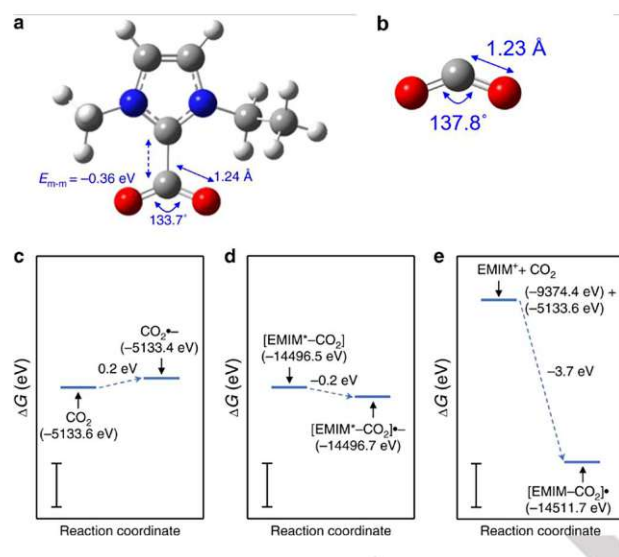 a
E_m-m = −0.36 eV
1.24 Å
133.7°
b
1.23 Å
137.8°
c
ΔG (eV)
CO₂•–
(−5133.4 eV)
0.2 eV
CO₂
(−5133.6 eV)
Reaction coordinate
d
ΔG (eV)
[EMIM*–CO₂]
(−14496.5 eV)
−0.2 eV
[EMIM*–CO₂]•–
(−14496.7 eV)
Reaction coordinate
e
ΔG (eV)
EMIM⁺+ CO₂
(−9374.4 eV) +
(−5133.6 eV)
−3.7 eV
[EMIM–CO₂]•
(−14511.7 eV)
Reaction coordinate